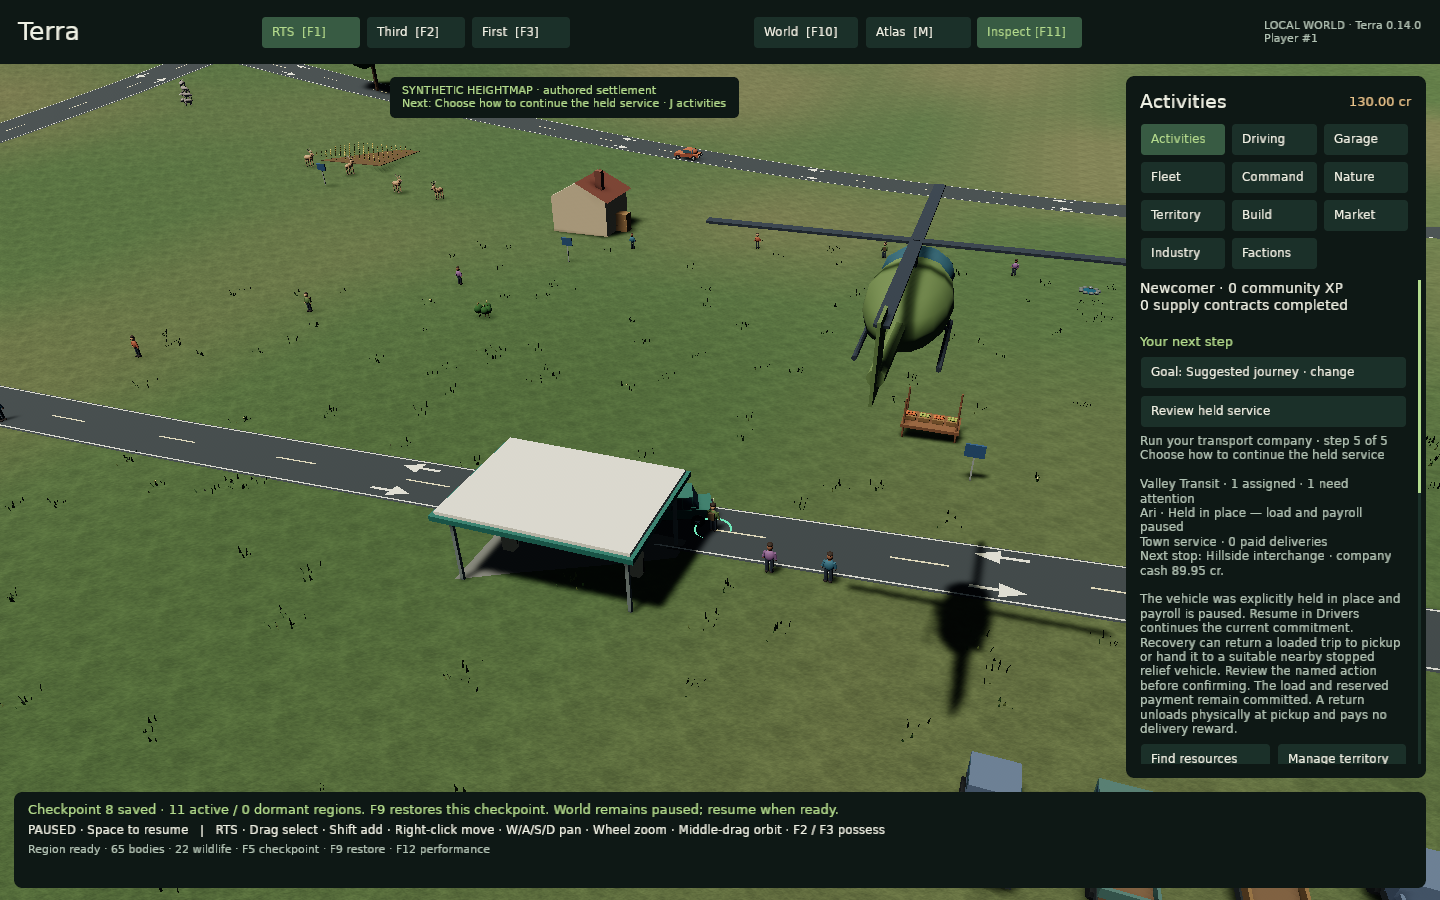 Terra
RTS [F1]
Third [F2]
First [F3]
World [F10]
Atlas [M]
Inspect [F11]
LOCAL WORLD · Terra 0.14.0
Player #1
SYNTHETIC HEIGHTMAP · authored settlement
Next: Choose how to continue the held service · J activities
Activities
130.00 cr
Activities
Driving
Garage
Fleet
Command
Nature
Territory
Build
Market
Industry
Factions
Newcomer · 0 community XP
0 supply contracts completed
Your next step
Goal: Suggested journey · change
Review held service
Run your transport company · step 5 of 5
Choose how to continue the held service
Valley Transit · 1 assigned · 1 need
attention
Ari · Held in place — load and payroll
paused
Town service · 0 paid deliveries
Next stop: Hillside interchange · company
cash 89.95 cr.
The vehicle was explicitly held in place and
payroll is paused. Resume in Drivers
continues the current commitment.
Recovery can return a loaded trip to pickup
or hand it to a suitable nearby stopped
relief vehicle. Review the named action
before confirming. The load and reserved
payment remain committed. A return
unloads physically at pickup and pays no
delivery reward.
Find resources
Manage territory
Checkpoint 8 saved · 11 active / 0 dormant regions. F9 restores this checkpoint. World remains paused; resume when ready.
PAUSED · Space to resume | RTS · Drag select · Shift add · Right-click move · W/A/S/D pan · Wheel zoom · Middle-drag orbit · F2 / F3 possess
Region ready · 65 bodies · 22 wildlife · F5 checkpoint · F9 restore · F12 performance